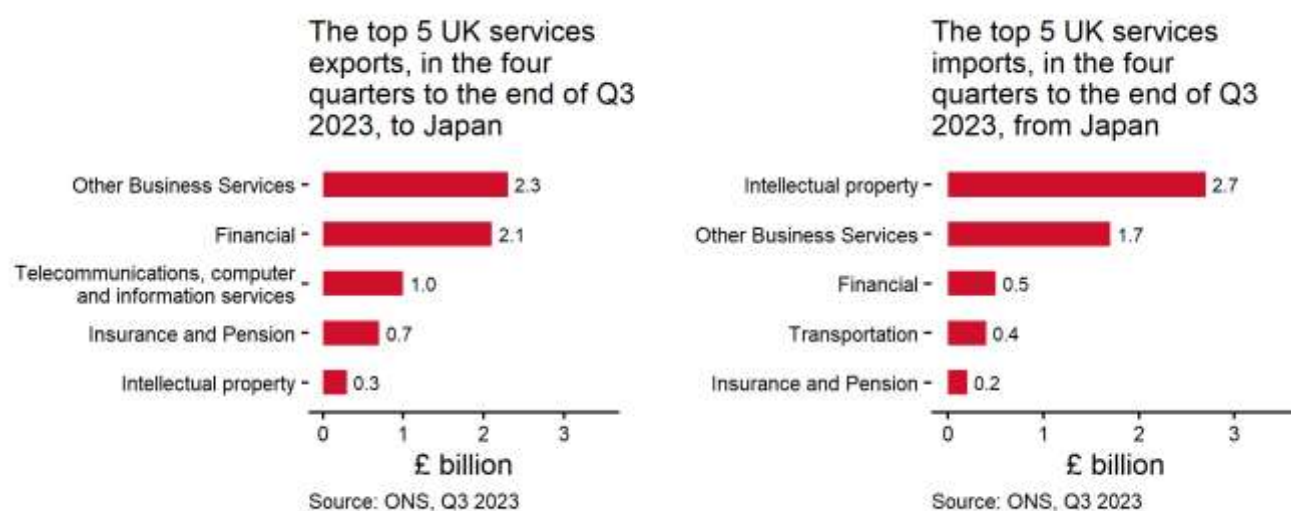 The top 5 UK services
exports, in the four
quarters to the end of Q3
2023, to Japan
Other Business Services
2.3
Financial
2.1
Telecommunications, computer
and information services
1.0
Insurance and Pension
0.7
Intellectual property
0.3
0 1 2 3
£ billion
Source: ONS, Q3 2023
The top 5 UK services
imports, in the four
quarters to the end of Q3
2023, from Japan
Intellectual property
2.7
Other Business Services
1.7
Financial
0.5
Transportation
0.4
Insurance and Pension
0.2
0 1 2 3
£ billion
Source: ONS, Q3 2023